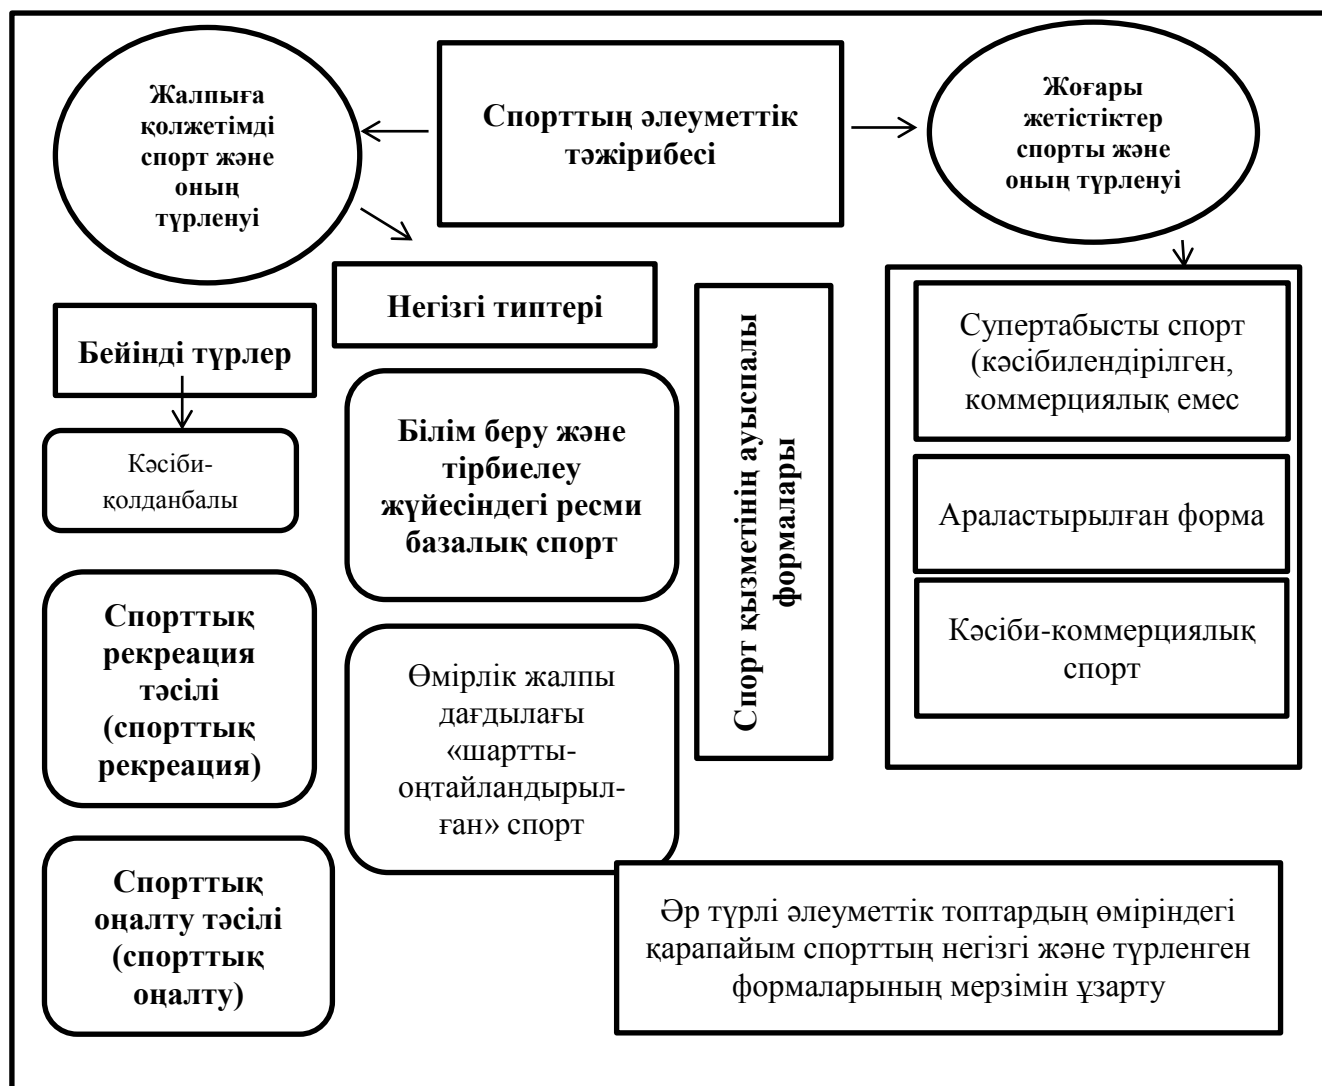 Жалпыға
қолжетімді
спорт және
оның
түрленуі
Спорттың әлеуметтік
тәжірибесі
Жоғары
жетістіктер
спорты және
оның түрленуі
Негізгі типтері
Бейінді түрлер
Кәсіби-
қолданбалы
Спорттық
рекреация
тәсілі
(спорттық
рекреация)
Спорттық
оңалту тәсілі
(спорттық
оңалту)
Білім беру және
тірбиелеу
жүйесіндегі ресми
базалық спорт
Өмірлік жалпы
дағдылағы
«шартты-
оңтайландырыл-
ған» спорт
Спорт қызметінің ауыспалы
формалары
Супертабысты спорт
(кәсібилендірілген,
коммерциялық емес
Араластырылған форма
Кәсіби-коммерциялық
спорт
Әр түрлі әлеуметтік топтардың өміріндегі
қарапайым спорттың негізгі және түрленген
формаларының мерзімін ұзарту